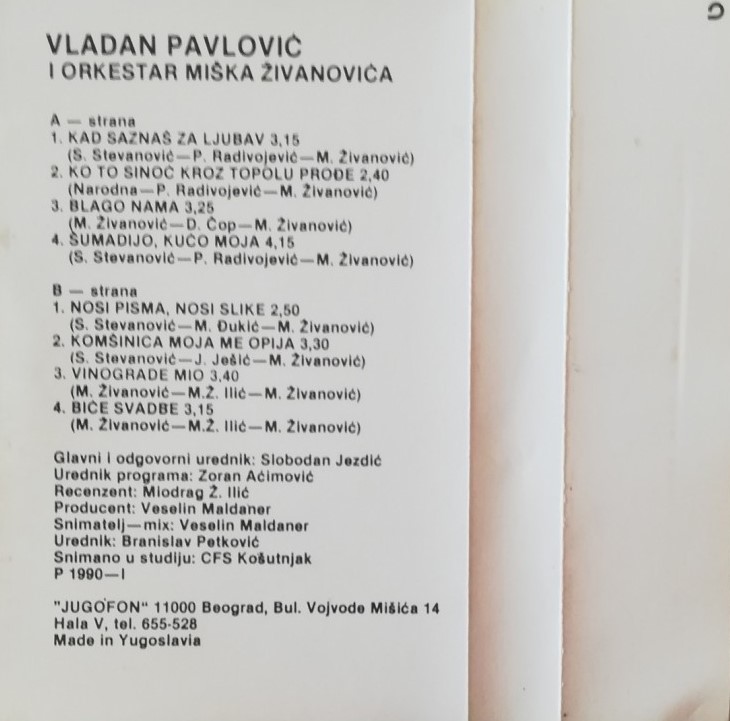 VLADAN PAVLOVIĆ
I ORKESTAR MIŠKA ŽIVANOVIĆA
A — strana
1. KAD SAZNAŠ ZA LJUBAV 3,15
(S. Stevanović—P. Radivojević—M. Živanović)
2. KO TO SINOĆ KROZ TOPOLU PROĐE 2,40
(Narodna—P. Radivojević—M. Živanović)
3. BLAGO NAMA 3,25
(M. Živanović—D. Čop—M. Živanović)
4. ŠUMADIJO, KUĆO MOJA 4,15
(S. Stevanović—P. Radivojević—M. Živanović)
B — strana
1. NOSI PISMA, NOSI SLIKE 2,50
(S. Stevanović—M. Đukić—M. Živanović)
2. KOMŠINICA MOJA ME OPIJA 3,30
(S. Stevanović—J. Ješić—M. Živanović)
3. VINOGRADE MIO 3,40
(M. Živanović—M.Ž. Ilić—M. Živanović)
4. BIĆE SVADBE 3,15
(M. Živanović—M.Ž. Ilić—M. Živanović)
Glavni i odgovorni urednik: Slobodan Jezdić
Urednik programa: Zoran Aćimović
Recenzent: Miodrag Ž. Ilić
Producent: Veselin Maldaner
Snimatelj—mix: Veselin Maldaner
Urednik: Branislav Petković
Snimano u studiju: CFS Košutnjak
P 1990—I
"JUGOFON" 11000 Beograd, Bul. Vojvode Mišića 14
Hala V, tel. 655-528
Made in Yugoslavia